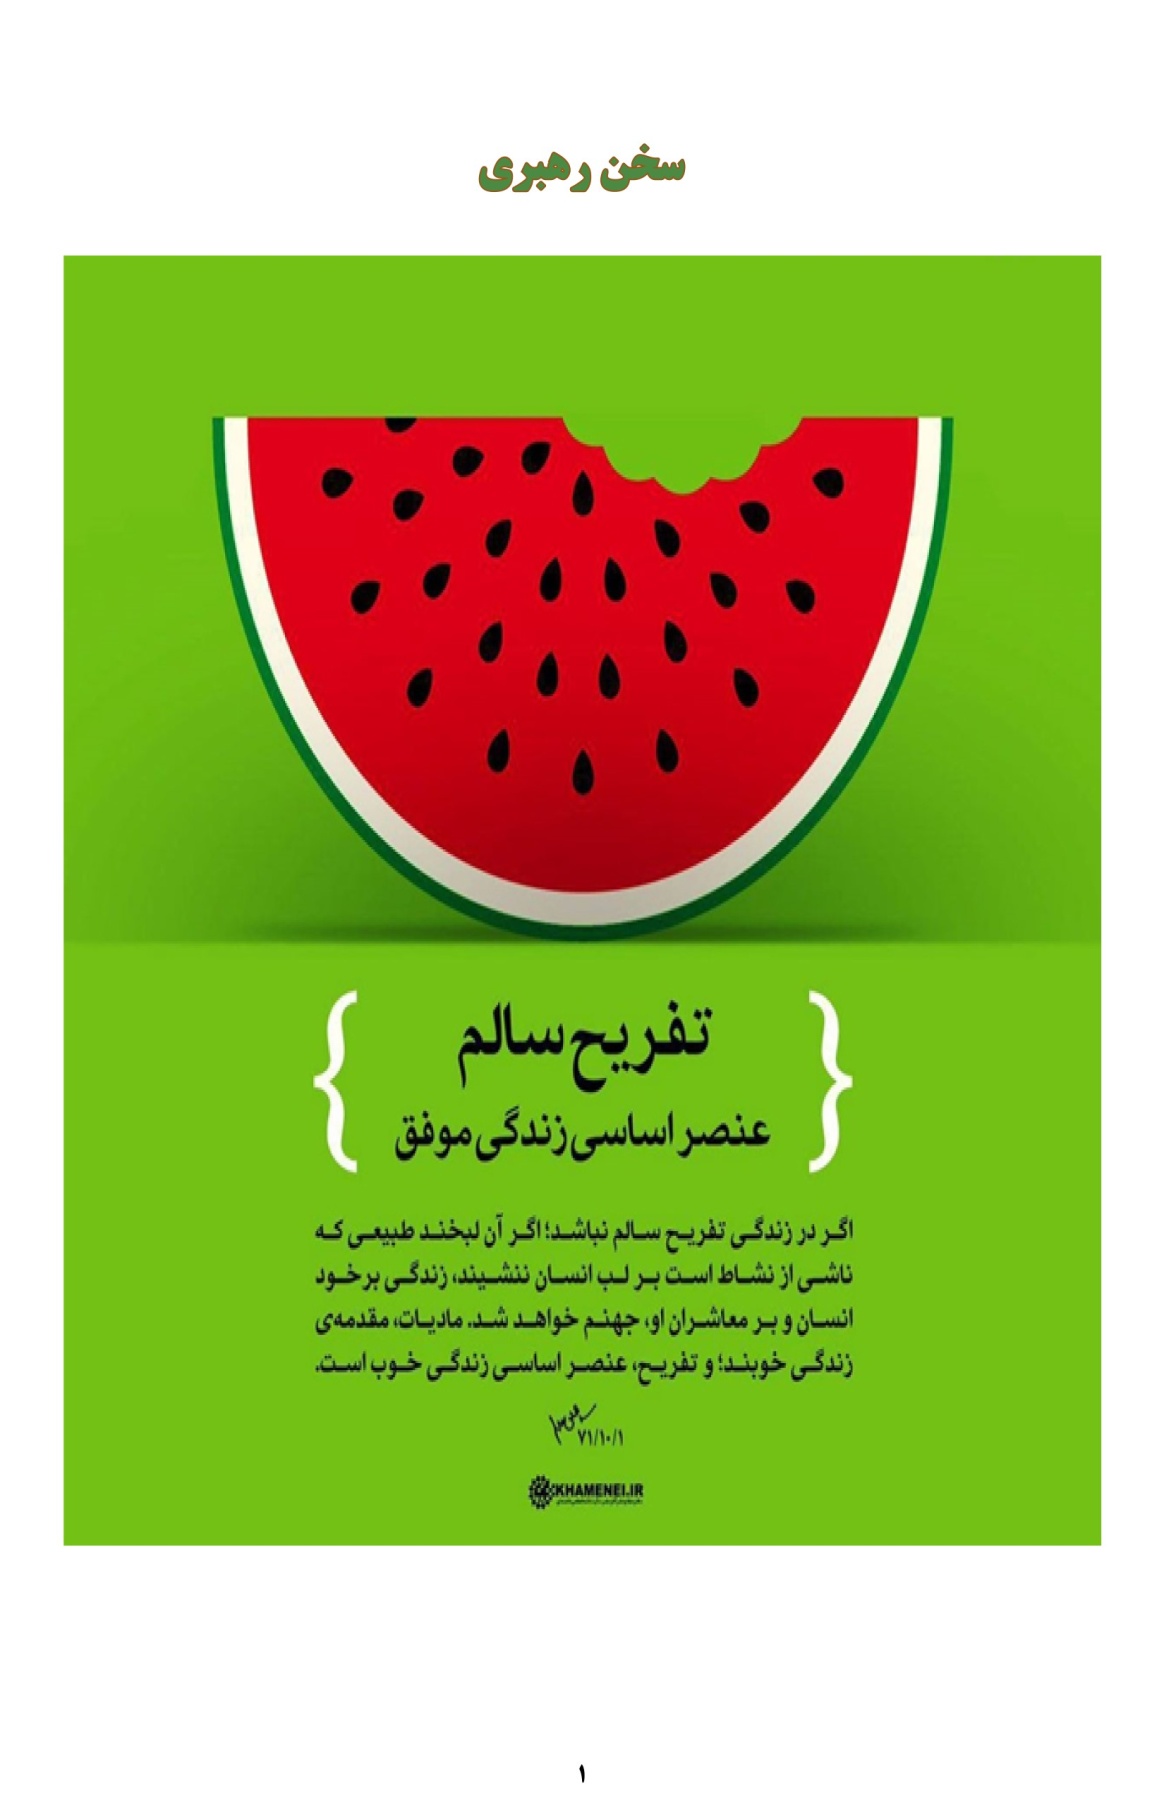 سخن رهبری
تفریح سالم
عنصر اساسی زندگی موفق
اگر در زندگی تفریح سالم نباشد؛ اگر آن لبخند طبیعی که
ناشی از نشاط است بر لب انسان ننشیند، زندگی بر خود
انسان و بر معاشران او، جهنم خواهد شد. مادیات، مقدمه‌ی
زندگی خوبند؛ و تفریح، عنصر اساسی زندگی خوب است.
۷۱/۱۰/۱
KHAMENEI.IR
۱